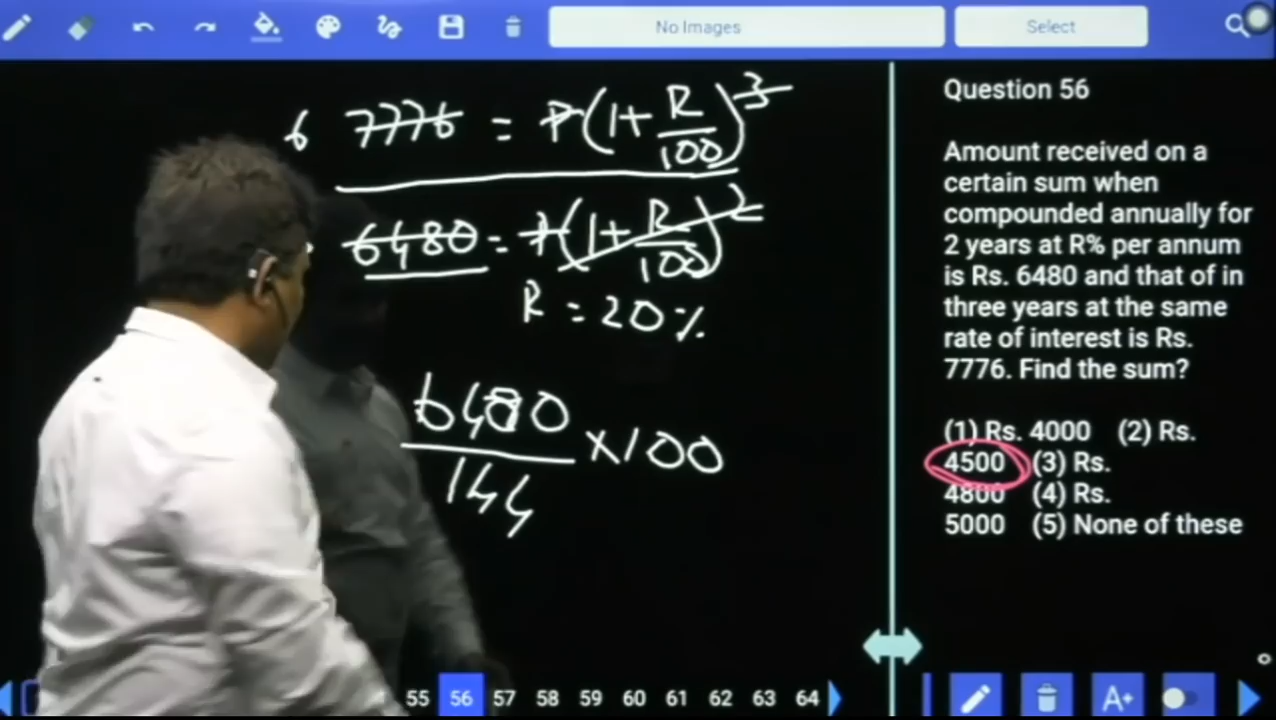 No Images
Select
6 7776 = P(1+R/100)^3
6480 = P(1+R/100)^2
R = 20%
6480/144 ×100
Question 56
Amount received on a
certain sum when
compounded annually for
2 years at R% per annum
is Rs. 6480 and that of in
three years at the same
rate of interest is Rs.
7776. Find the sum?
(1) Rs. 4000 (2) Rs.
4500 (3) Rs.
4800 (4) Rs.
5000 (5) None of these
55 56 57 58 59 60 61 62 63 64
A+